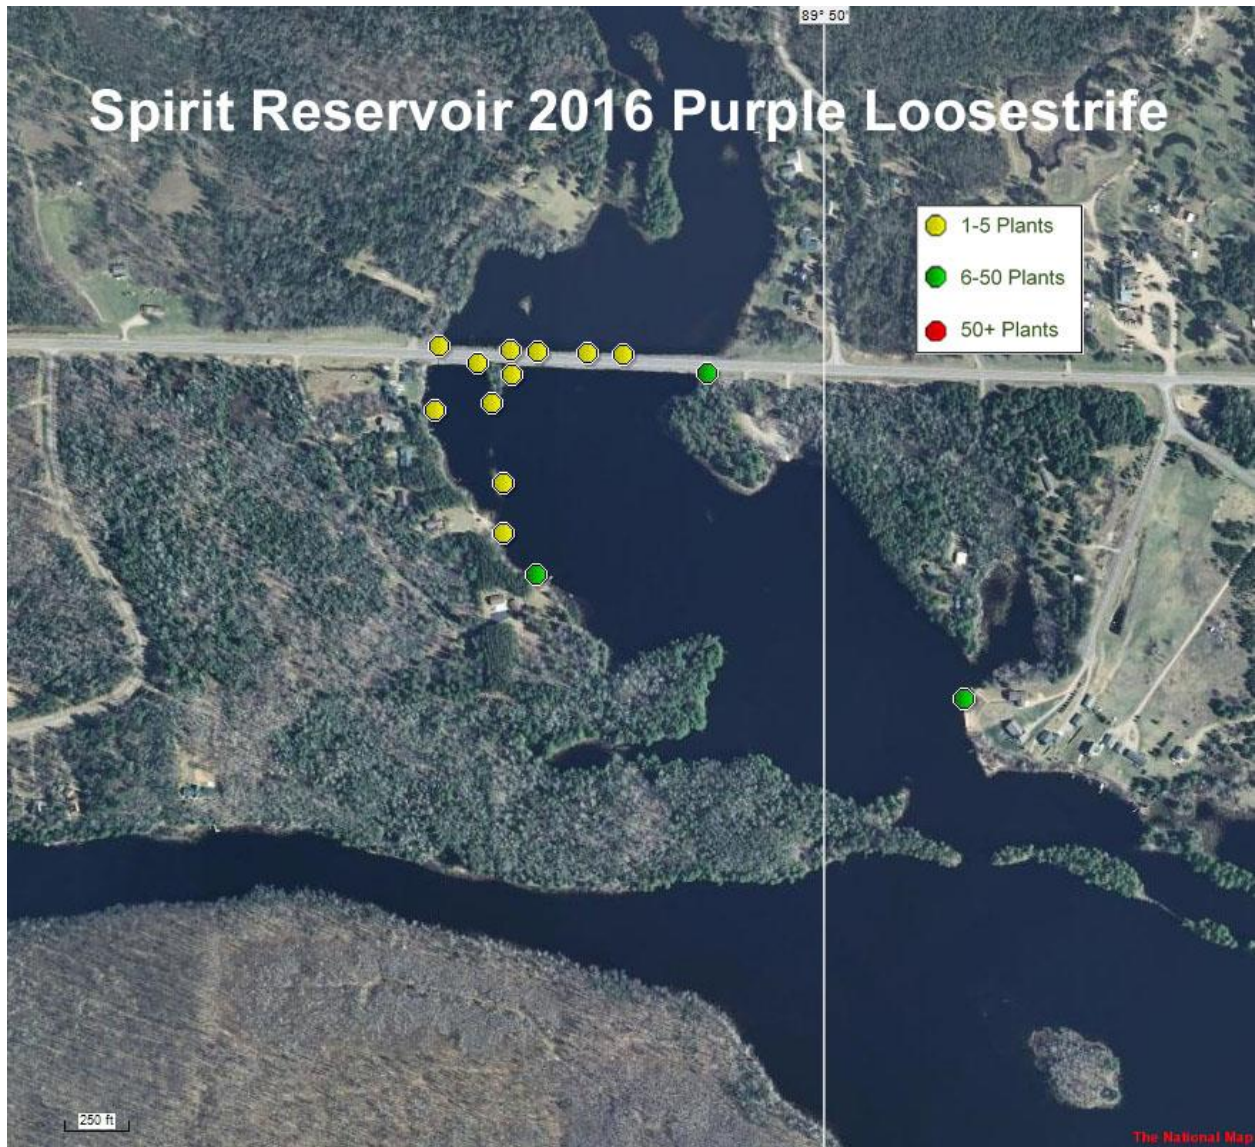 89° 50'
Spirit Reservoir 2016 Purple Loosestrife
1-5 Plants
6-50 Plants
50+ Plants
250 ft
The National Map